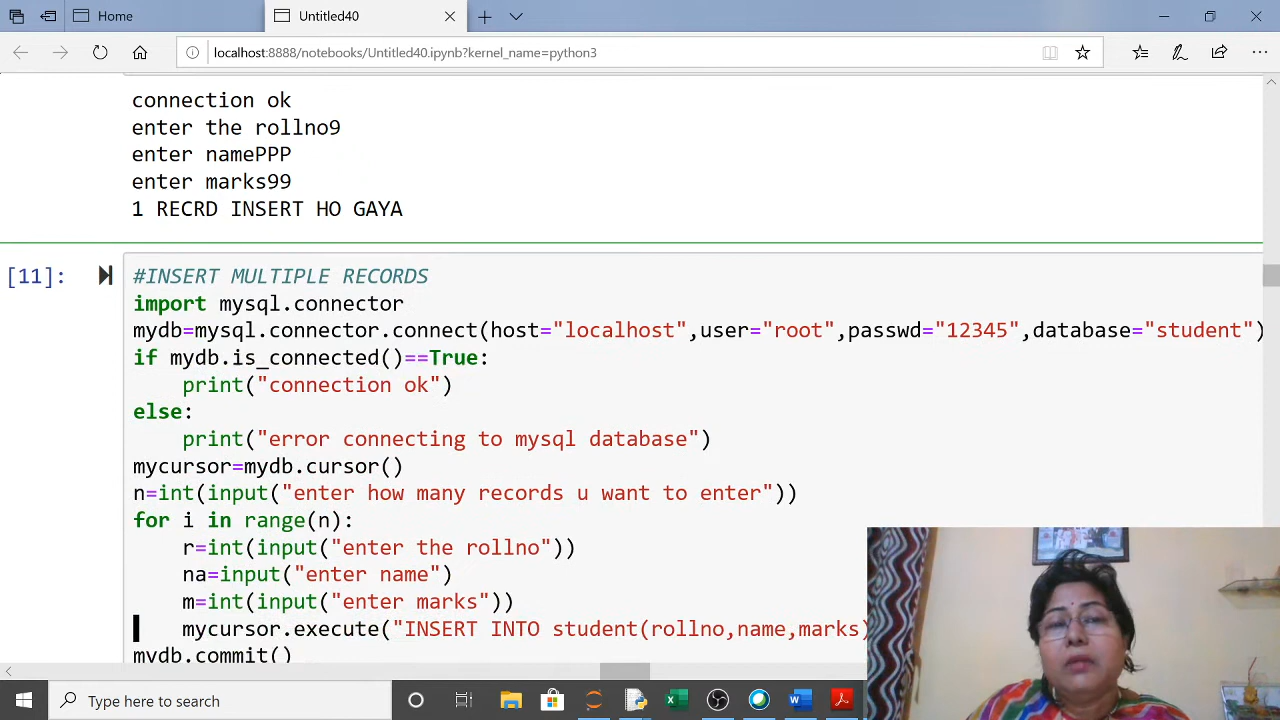 Home
Untitled40
localhost:8888/notebooks/Untitled40.ipynb?kernel_name=python3
connection ok
enter the rollno9
enter namePPP
enter marks99
1 RECRD INSERT HO GAYA
[11]:
#INSERT MULTIPLE RECORDS
import mysql.connector
mydb=mysql.connector.connect(host="localhost",user="root",passwd="12345",database="student")
if mydb.is_connected()==True:
    print("connection ok")
else:
    print("error connecting to mysql database")
mycursor=mydb.cursor()
n=int(input("enter how many records u want to enter"))
for i in range(n):
    r=int(input("enter the rollno"))
    na=input("enter name")
    m=int(input("enter marks"))
    mycursor.execute("INSERT INTO student(rollno,name,marks)
mydb.commit()
Type here to search